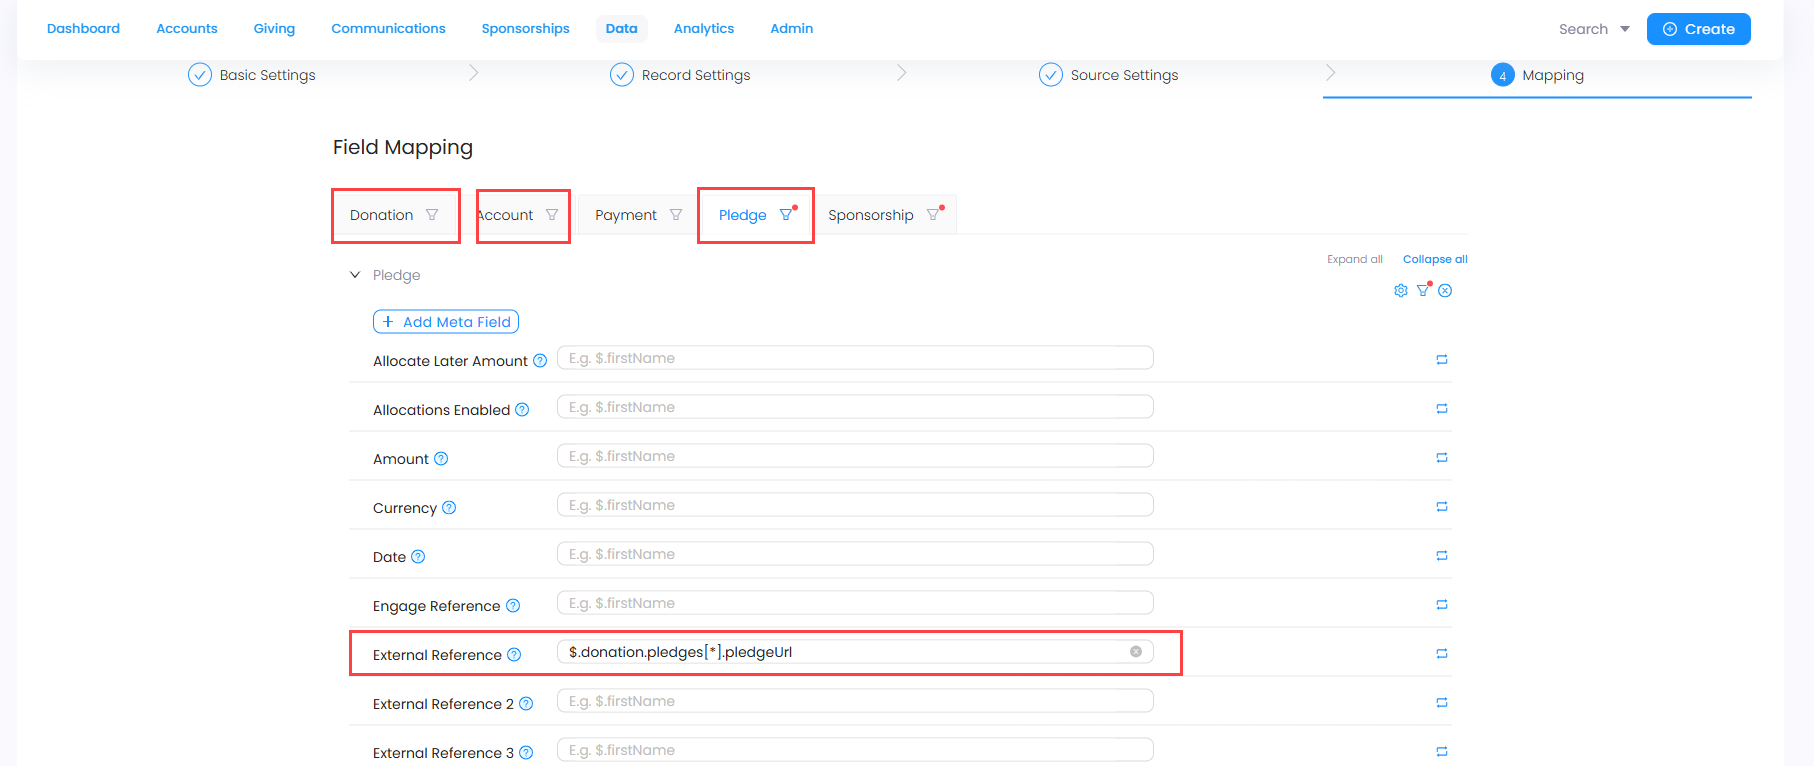 Dashboard Accounts Giving Communications Sponsorships Data Analytics Admin Search Create
Basic Settings Record Settings Source Settings 4 Mapping
Field Mapping
Donation Account Payment Pledge Sponsorship
Expand all Collapse all
Pledge
+ Add Meta Field
Allocate Later Amount ? E.g. $.firstName
Allocations Enabled ? E.g. $.firstName
Amount ? E.g. $.firstName
Currency ? E.g. $.firstName
Date ? E.g. $.firstName
Engage Reference ? E.g. $.firstName
External Reference ? $.donation.pledges[*].pledgeUrl
External Reference 2 ? E.g. $.firstName
External Reference 3 ? E.g. $.firstName